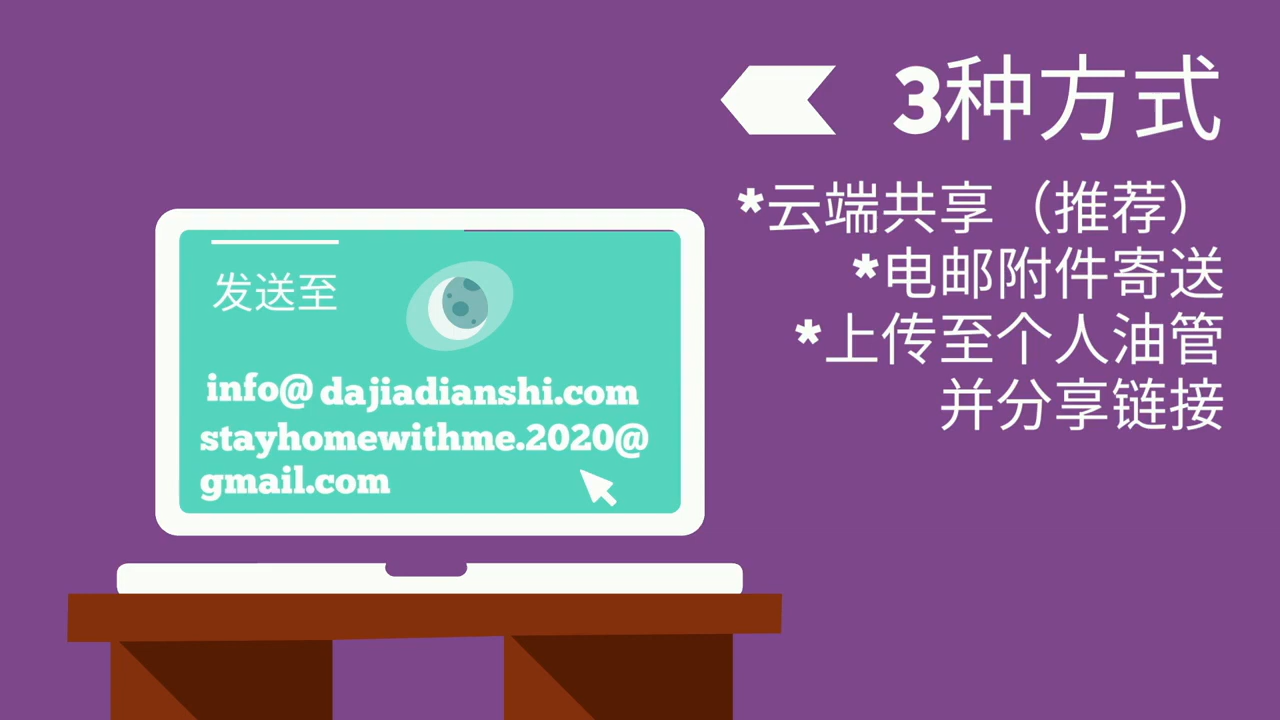 3种方式
*云端共享（推荐）
*电邮附件寄送
*上传至个人油管
并分享链接
发送至
info@dajiadianshi.com
stayhomewithme.2020@
gmail.com